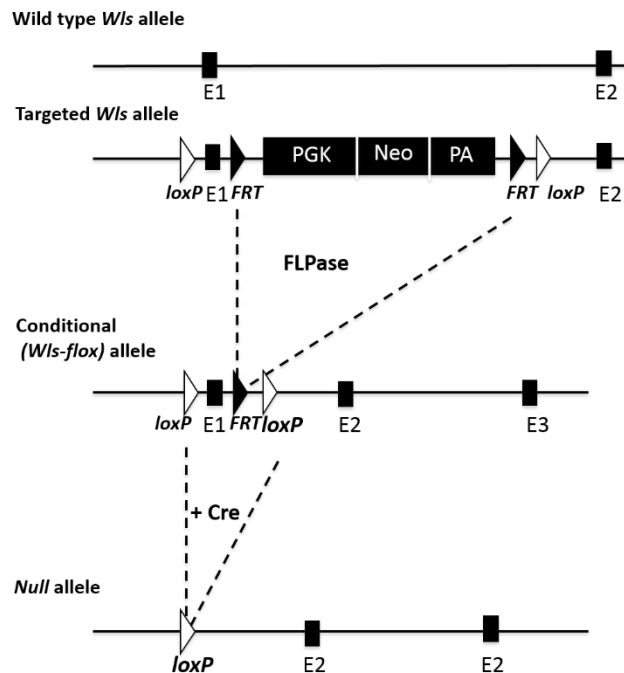 Wild type Wls allele
E1 E2
Targeted Wls allele
PGK Neo PA
loxP E1 FRT FRT loxP E2
FLPase
Conditional
(Wls-flox) allele
loxP E1 FRT loxP E2 E3
+ Cre
Null allele
loxP E2 E2